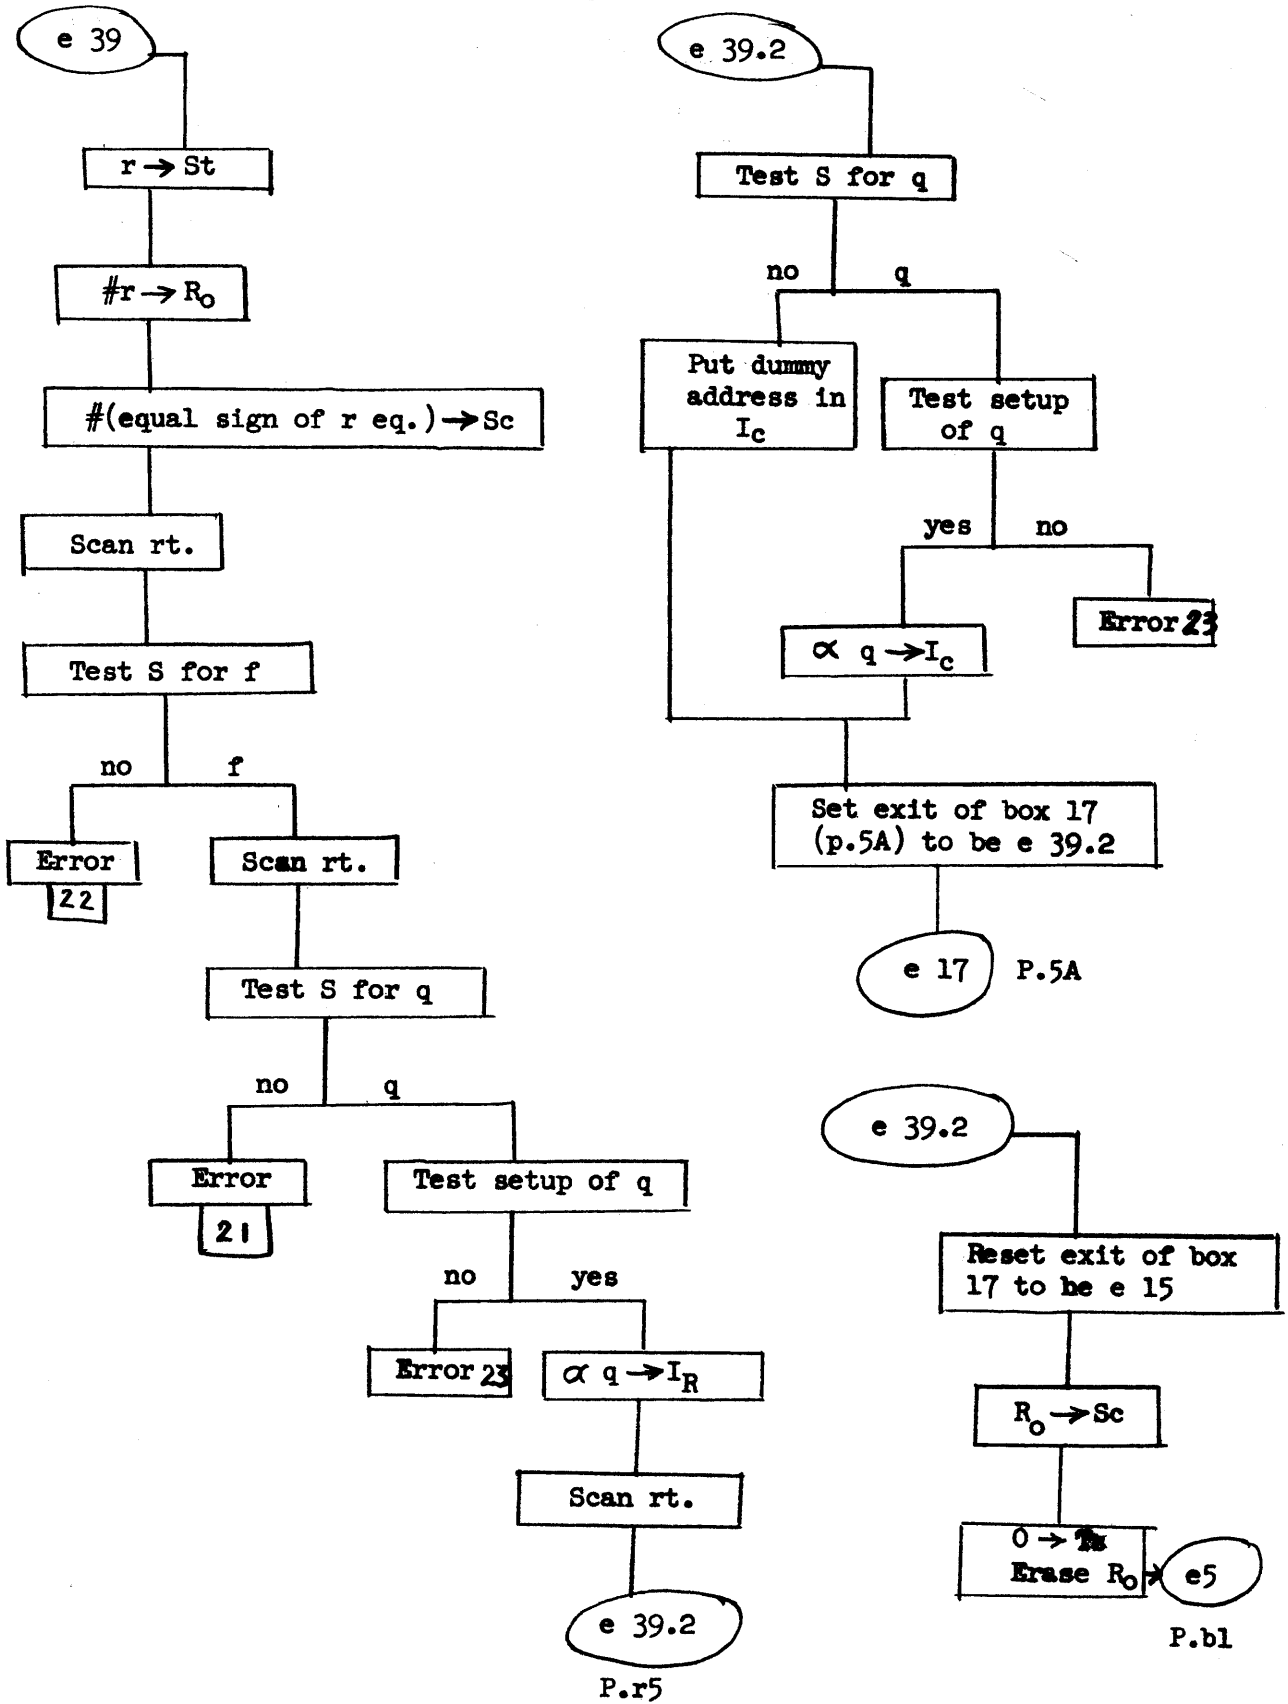 e 39
r → St
#r → R₀
#(equal sign of r eq.) → Sc
Scan rt.
Test S for f
no f
Error
22
Scan rt.
Test S for q
no q
Error
21
Test setup of q
no yes
Error 23
∝ q → I_R
Scan rt.
e 39.2
P.r5
e 39.2
Test S for q
no q
Put dummy
address in
I_c
Test setup
of q
yes no
Error 23
∝ q → I_c
Set exit of box 17
(p.5A) to be e 39.2
e 17 P.5A
e 39.2
Reset exit of box
17 to be e 15
R₀ → Sc
0 →
Erase R₀
e5
P.bl